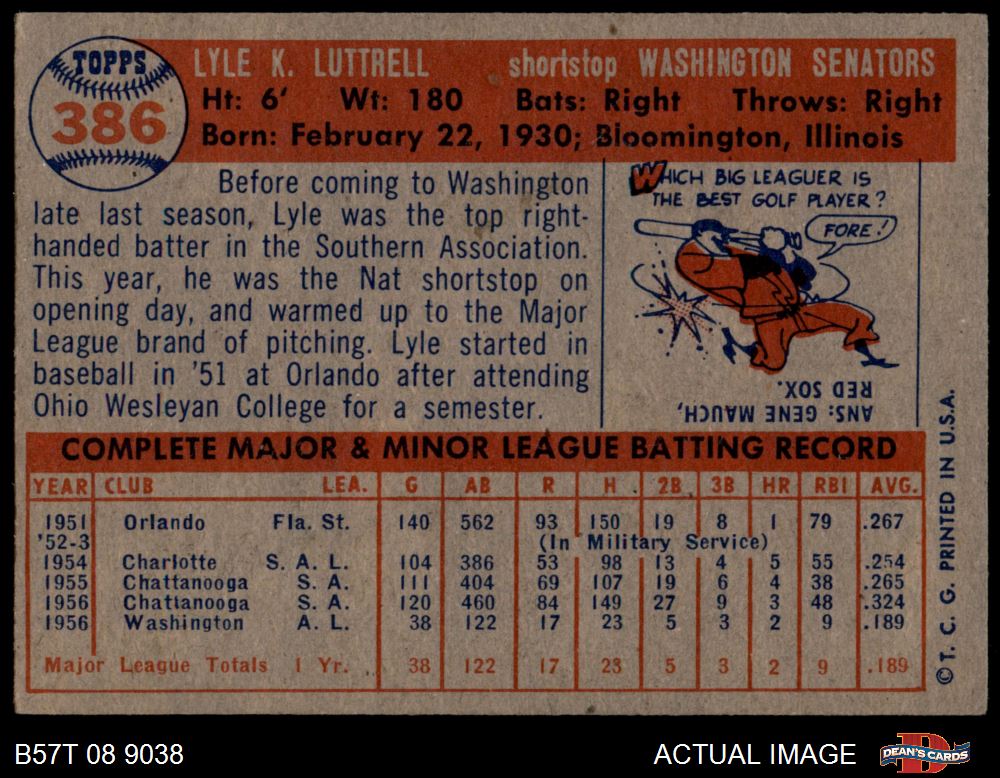 TOPPS
386
LYLE K. LUTTRELL shortstop WASHINGTON SENATORS
Ht: 6' Wt: 180 Bats: Right Throws: Right
Born: February 22, 1930; Bloomington, Illinois
Before coming to Washington
late last season, Lyle was the top right-
handed batter in the Southern Association.
This year, he was the Nat shortstop on
opening day, and warmed up to the Major
League brand of pitching. Lyle started in
baseball in '51 at Orlando after attending
Ohio Wesleyan College for a semester.
WHICH BIG LEAGUER IS
THE BEST GOLF PLAYER?
FORE!
ANS: GENE MAUCH,
RED SOX.
COMPLETE MAJOR & MINOR LEAGUE BATTING RECORD
YEAR CLUB LEA. G AB R H 2B 3B HR RBI AVG.
1951 Orlando Fla. St. 140 562 93 150 19 8 1 79 .267
'52-3 (In Military Service)
1954 Charlotte S. A. L. 104 386 53 98 13 4 5 55 .254
1955 Chattanooga S. A. 111 404 69 107 19 6 4 38 .265
1956 Chattanooga S. A. 120 460 84 149 27 9 3 48 .324
1956 Washington A. L. 38 122 17 23 5 3 2 9 .189
Major League Totals 1 Yr. 38 122 17 23 5 3 2 9 .189
© T. C. G. PRINTED IN U.S.A.
B57T 08 9038 ACTUAL IMAGE
DEAN'S CARDS